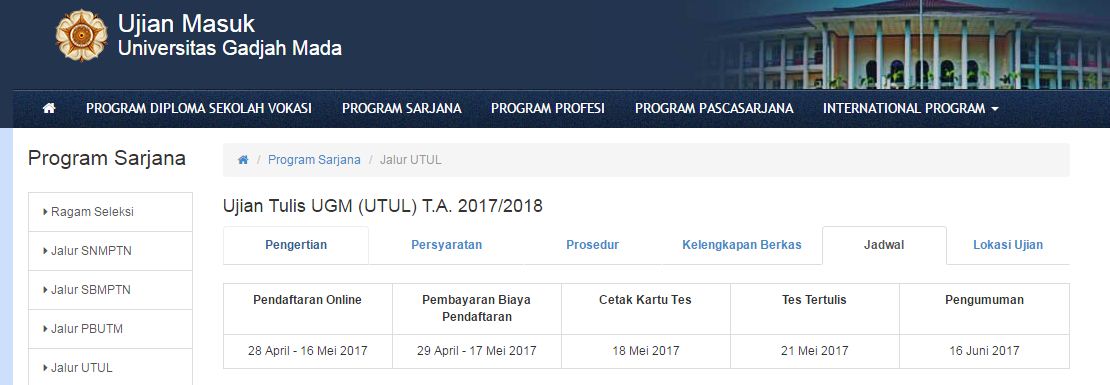 Ujian Masuk
Universitas Gadjah Mada
PROGRAM DIPLOMA SEKOLAH VOKASI PROGRAM SARJANA PROGRAM PROFESI PROGRAM PASCASARJANA INTERNATIONAL PROGRAM
Program Sarjana
Ragam Seleksi
Jalur SNMPTN
Jalur SBMPTN
Jalur PBUTM
Jalur UTUL
/ Program Sarjana / Jalur UTUL
Ujian Tulis UGM (UTUL) T.A. 2017/2018
Pengertian Persyaratan Prosedur Kelengkapan Berkas Jadwal Lokasi Ujian
Pendaftaran Online Pembayaran Biaya Cetak Kartu Tes Tes Tertulis Pengumuman
Pendaftaran
28 April - 16 Mei 2017 29 April - 17 Mei 2017 18 Mei 2017 21 Mei 2017 16 Juni 2017